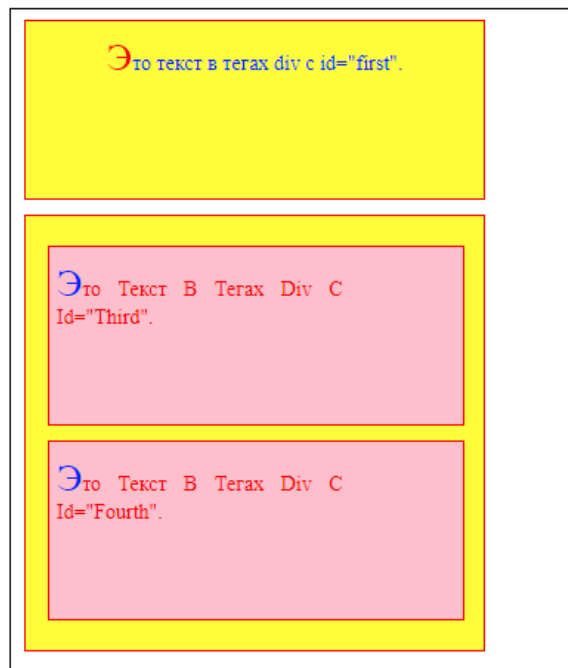 Это текст в тегах div с id="first".
Это Текст В Тегах Div С
Id="Third".
Это Текст В Тегах Div С
Id="Fourth".